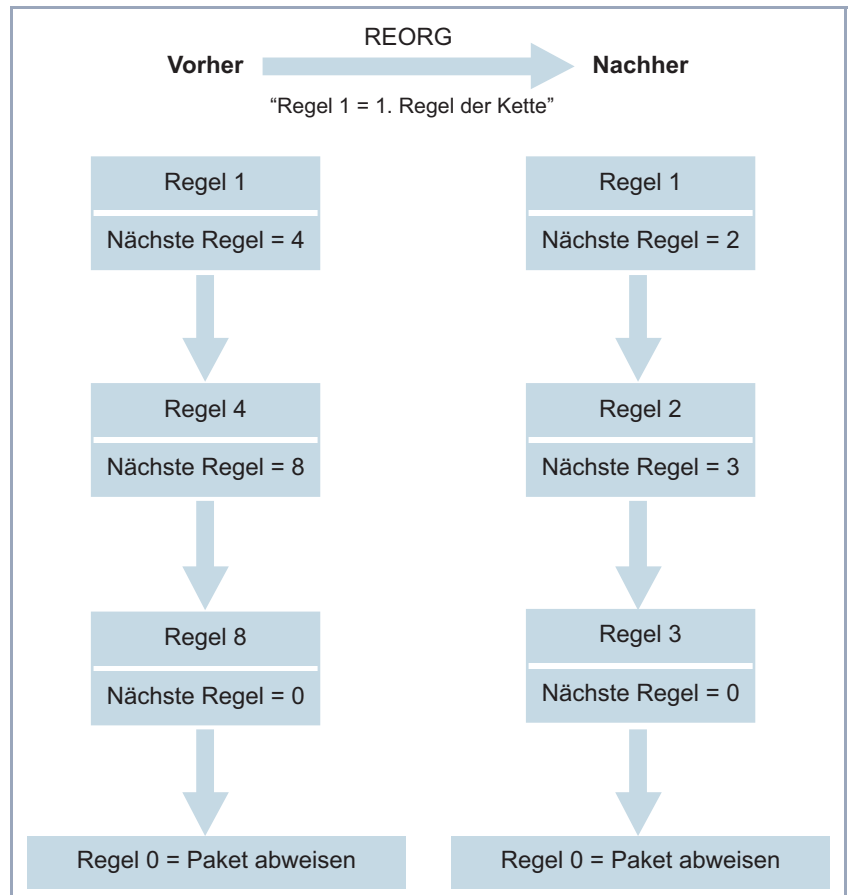 REORG
Vorher
Nachher
“Regel 1 = 1. Regel der Kette”
Regel 1
Nächste Regel = 4
Regel 4
Nächste Regel = 8
Regel 8
Nächste Regel = 0
Regel 0 = Paket abweisen
Regel 1
Nächste Regel = 2
Regel 2
Nächste Regel = 3
Regel 3
Nächste Regel = 0
Regel 0 = Paket abweisen